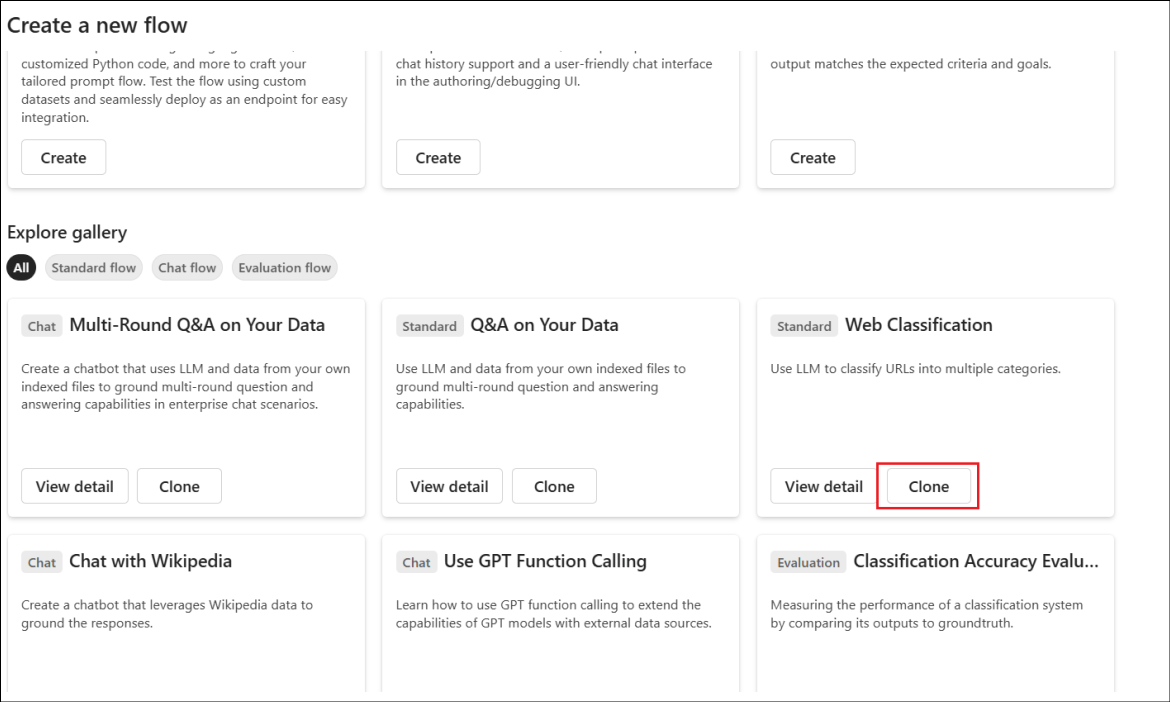 Create a new flow
customized Python code, and more to craft your
tailored prompt flow. Test the flow using custom
datasets and seamlessly deploy as an endpoint for easy
integration.
Create
chat history support and a user-friendly chat interface
in the authoring/debugging UI.
Create
output matches the expected criteria and goals.
Create
Explore gallery
All
Standard flow
Chat flow
Evaluation flow
Chat Multi-Round Q&A on Your Data
Create a chatbot that uses LLM and data from your own
indexed files to ground multi-round question and
answering capabilities in enterprise chat scenarios.
View detail
Clone
Standard Q&A on Your Data
Use LLM and data from your own indexed files to
ground multi-round question and answering
capabilities.
View detail
Clone
Standard Web Classification
Use LLM to classify URLs into multiple categories.
View detail
Clone
Chat Chat with Wikipedia
Create a chatbot that leverages Wikipedia data to
ground the responses.
Chat Use GPT Function Calling
Learn how to use GPT function calling to extend the
capabilities of GPT models with external data sources.
Evaluation Classification Accuracy Evalu...
Measuring the performance of a classification system
by comparing its outputs to groundtruth.